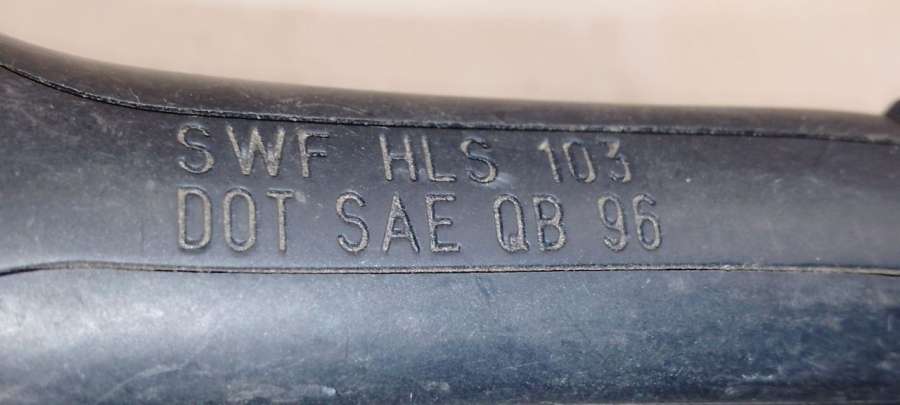 SWF HLS 103
DOT SAE QB 96